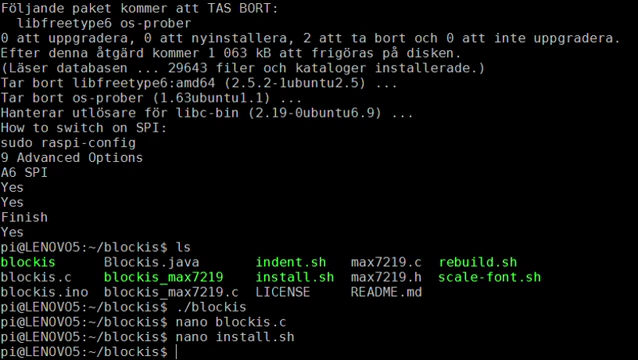 Följande paket kommer att TAS BORT:
  libfreetype6 os-prober
0 att uppgradera, 0 att nyinstallera, 2 att ta bort och 0 att inte uppgradera.
Efter denna åtgärd kommer 1 063 kB att frigöras på disken.
(Läser databasen ... 29643 filer och kataloger installerade.)
Tar bort libfreetype6:amd64 (2.5.2-1ubuntu2.5) ...
Tar bort os-prober (1.63ubuntu1.1) ...
Hanterar utlösare för libc-bin (2.19-0ubuntu6.9) ...
How to switch on SPI:
sudo raspi-config
9 Advanced Options
A6 SPI
Yes
Yes
Finish
Yes
pi@LENOVO5:~/blockis$ ls
blockis      Blockis.java       indent.sh   max7219.c  rebuild.sh
blockis.c    blockis_max7219    install.sh  max7219.h  scale-font.sh
blockis.ino  blockis_max7219.c  LICENSE     README.md
pi@LENOVO5:~/blockis$ ./blockis
pi@LENOVO5:~/blockis$ nano blockis.c
pi@LENOVO5:~/blockis$ nano install.sh
pi@LENOVO5:~/blockis$